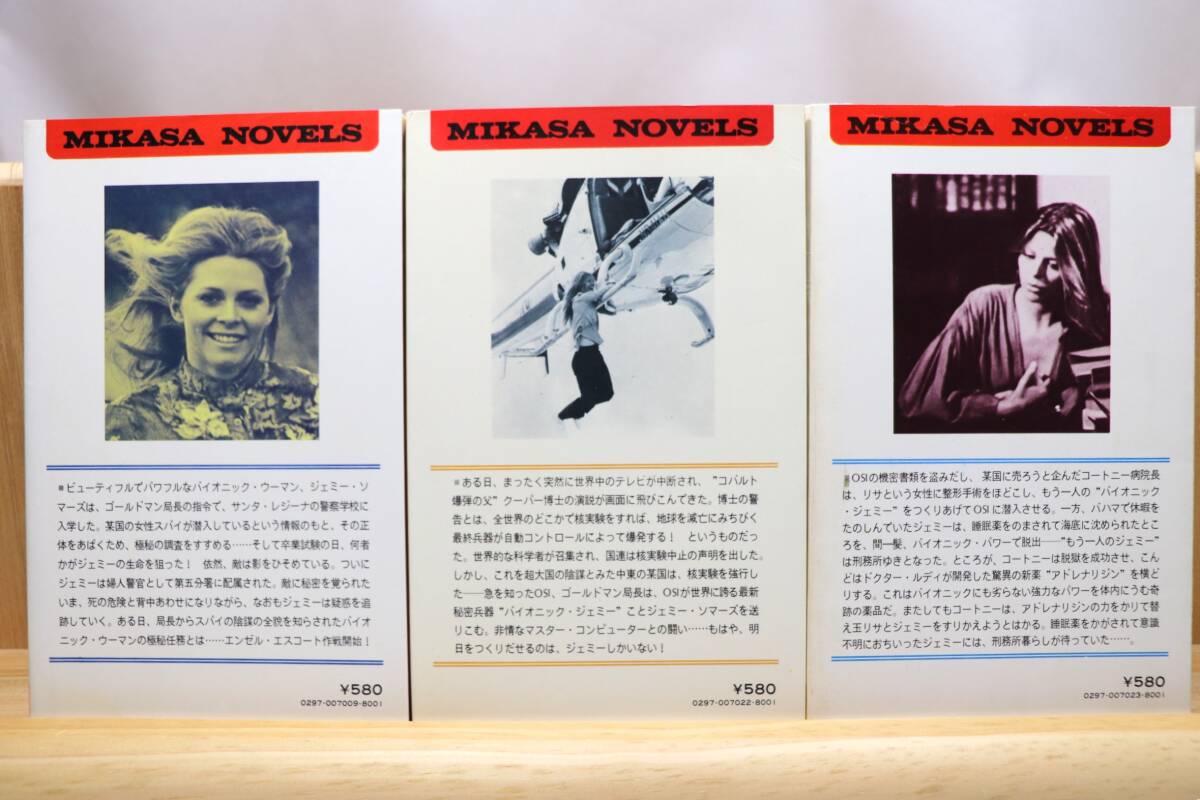 MIKASA NOVELS
■ビューティフルでパワフルなバイオニック・ウーマン、ジェミー・ソ
マーズは、ゴールドマン局長の指令で、サンタ・レジーナの警察学校に
入学した。某国の女性スパイが潜入しているという情報のもと、その正
体をあばくため、極秘の調査をすすめる……そして卒業試験の日、何者
かがジェミーの生命を狙った！　依然、敵は影をひそめている。ついに
ジェミーは婦人警官として第五分署に配属された。敵に秘密を覚られた
いま、死の危険と背中あわせになりながら、なおもジェミーは疑惑を追
跡していく。ある日、局長からスパイの陰謀の全貌を知らされたバイオ
ニック・ウーマンの極秘任務とは……エンゼル・エスコート作戦開始！
¥580
0297-007009-8001
MIKASA NOVELS
■ある日、まったく突然に世界中のテレビが中断され、“コバルト
爆弾の父”クーパー博士の演説が画面に飛びこんできた。博士の警
告とは、全世界のどこかで核実験をすれば、地球を滅亡にみちびく
最終兵器が自動コントロールによって爆発する！　というものだっ
た。世界的な科学者が召集され、国連は核実験中止の声明を出した。
しかし、これを超大国の陰謀とみた中東の某国は、核実験を強行し
た──急を知ったOSI、ゴールドマン局長は、OSIが世界に誇る最新
秘密兵器“バイオニック・ジェミー”ことジェミー・ソマーズを送
りこむ。非情なマスター・コンピューターとの闘い…もはや、明
日をつくりだせるのは、ジェミーしかいない！
¥580
0297-007022-8001
MIKASA NOVELS
■OSIの機密書類を盗みだし、某国に売ろうと企んだコートニー病院長
は、リサという女性に整形手術をほどこし、もう一人の“バイオニック
・ジェミー”をつくりあげてOSIに潜入させる。一方、バハマで休暇を
たのしんていたジェミーは、睡眠薬をのまされて海底に沈められたとこ
ろを、間一髪、バイオニック・パワーで脱出──“もう一人のジェミー”
は刑務所ゆきとなった。ところが、コートニーは脱獄を成功させ、こん
どはドクター・ルディが開発した驚異の新薬“アドレナリジン”を横ど
りする。これはバイオニックにも劣らない強力なパワーを体内にうむ奇
跡の薬品だ。またしてもコートニーは、アドレナリジンの力をかりて替
え玉リサとジェミーをすりかえようとはかる。睡眠薬をかがされて意識
不明におちいったジェミーには、刑務所暮らしが待っていた……。
¥580
0297-007023-8001